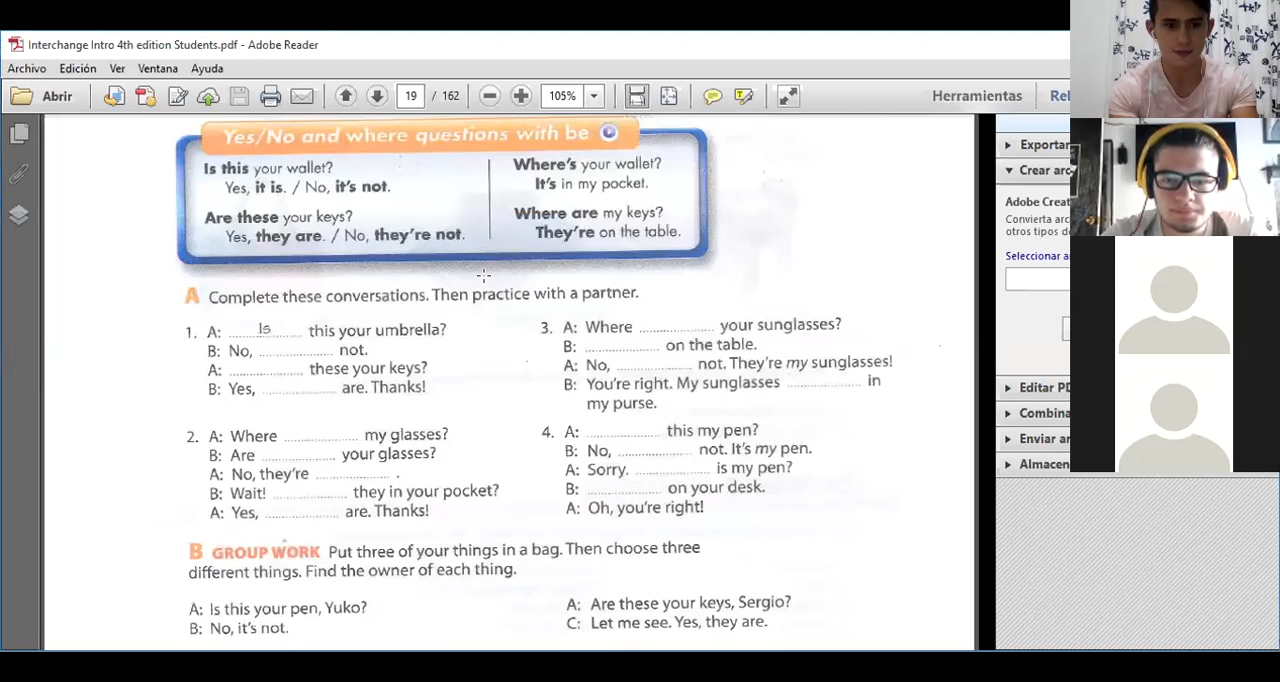 Interchange Intro 4th edition Students.pdf - Adobe Reader
Archivo Edición Ver Ventana Ayuda
Abrir 19 / 162 105% Herramientas
Yes/No and where questions with be
Is this your wallet?
Yes, it is. / No, it's not.
Are these your keys?
Yes, they are. / No, they're not.
Where's your wallet?
It's in my pocket.
Where are my keys?
They're on the table.
A Complete these conversations. Then practice with a partner.
1. A: ....Is.... this your umbrella?
B: No, .............. not.
A: .............. these your keys?
B: Yes, .............. are. Thanks!
2. A: Where .............. my glasses?
B: Are .............. your glasses?
A: No, they're .............. .
B: Wait! .............. they in your pocket?
A: Yes, .............. are. Thanks!
3. A: Where .............. your sunglasses?
B: .............. on the table.
A: No, .............. not. They're my sunglasses!
B: You're right. My sunglasses .............. in
my purse.
4. A: .............. this my pen?
B: No, .............. not. It's my pen.
A: Sorry. .............. is my pen?
B: .............. on your desk.
A: Oh, you're right!
B GROUP WORK Put three of your things in a bag. Then choose three
different things. Find the owner of each thing.
A: Is this your pen, Yuko?
B: No, it's not.
A: Are these your keys, Sergio?
C: Let me see. Yes, they are.
Exportar
Crear arc
Adobe Creat
Convierta arc
otros tipos de
Seleccionar a
Editar PD
Combina
Enviar ar
Almacen